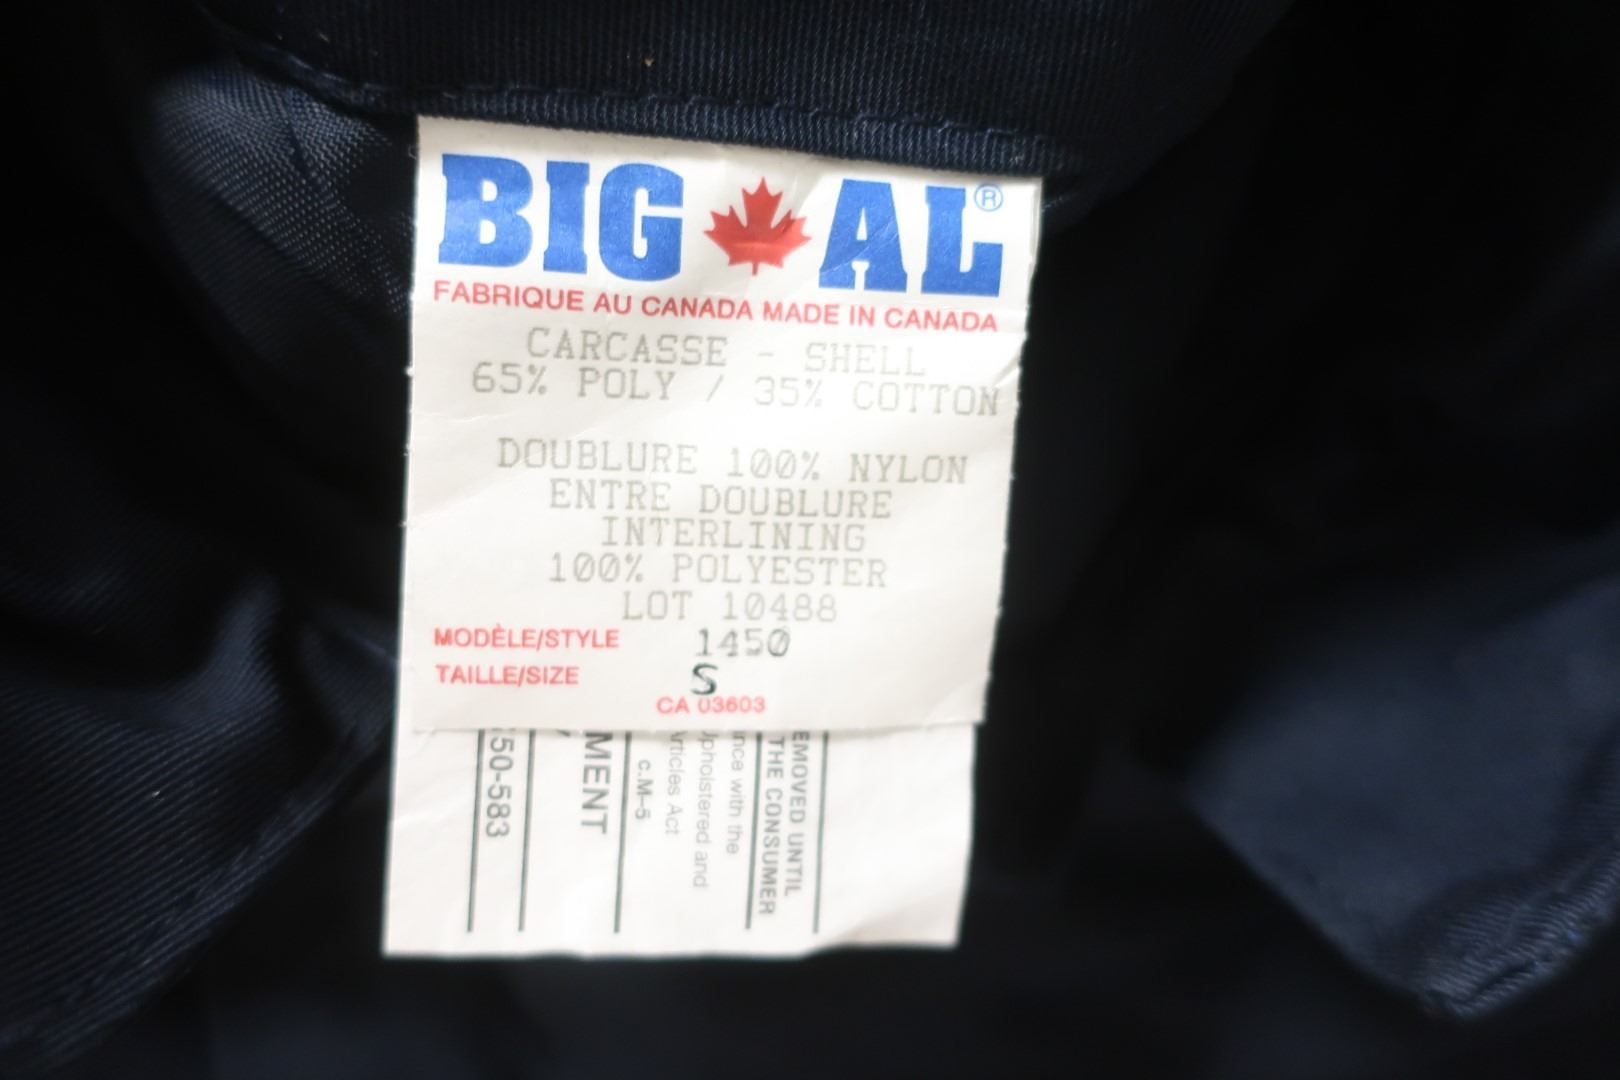 BIG AL®
FABRIQUE AU CANADA MADE IN CANADA
CARCASSE - SHELL
65% POLY / 35% COTTON
DOUBLURE 100% NYLON
ENTRE DOUBLURE
INTERLINING
100% POLYESTER
LOT 10488
MODÈLE/STYLE 1450
TAILLE/SIZE S
CA 03603
EMOVED UNTIL
THE CONSUMER
nce with the
pholstered and
rticles Act
c.M-5
MENT
50-583